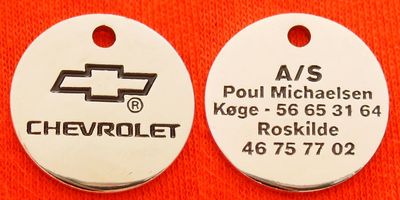 ®
CHEVROLET
A/S
Poul Michaelsen
Køge - 56 65 31 64
Roskilde
46 75 77 02